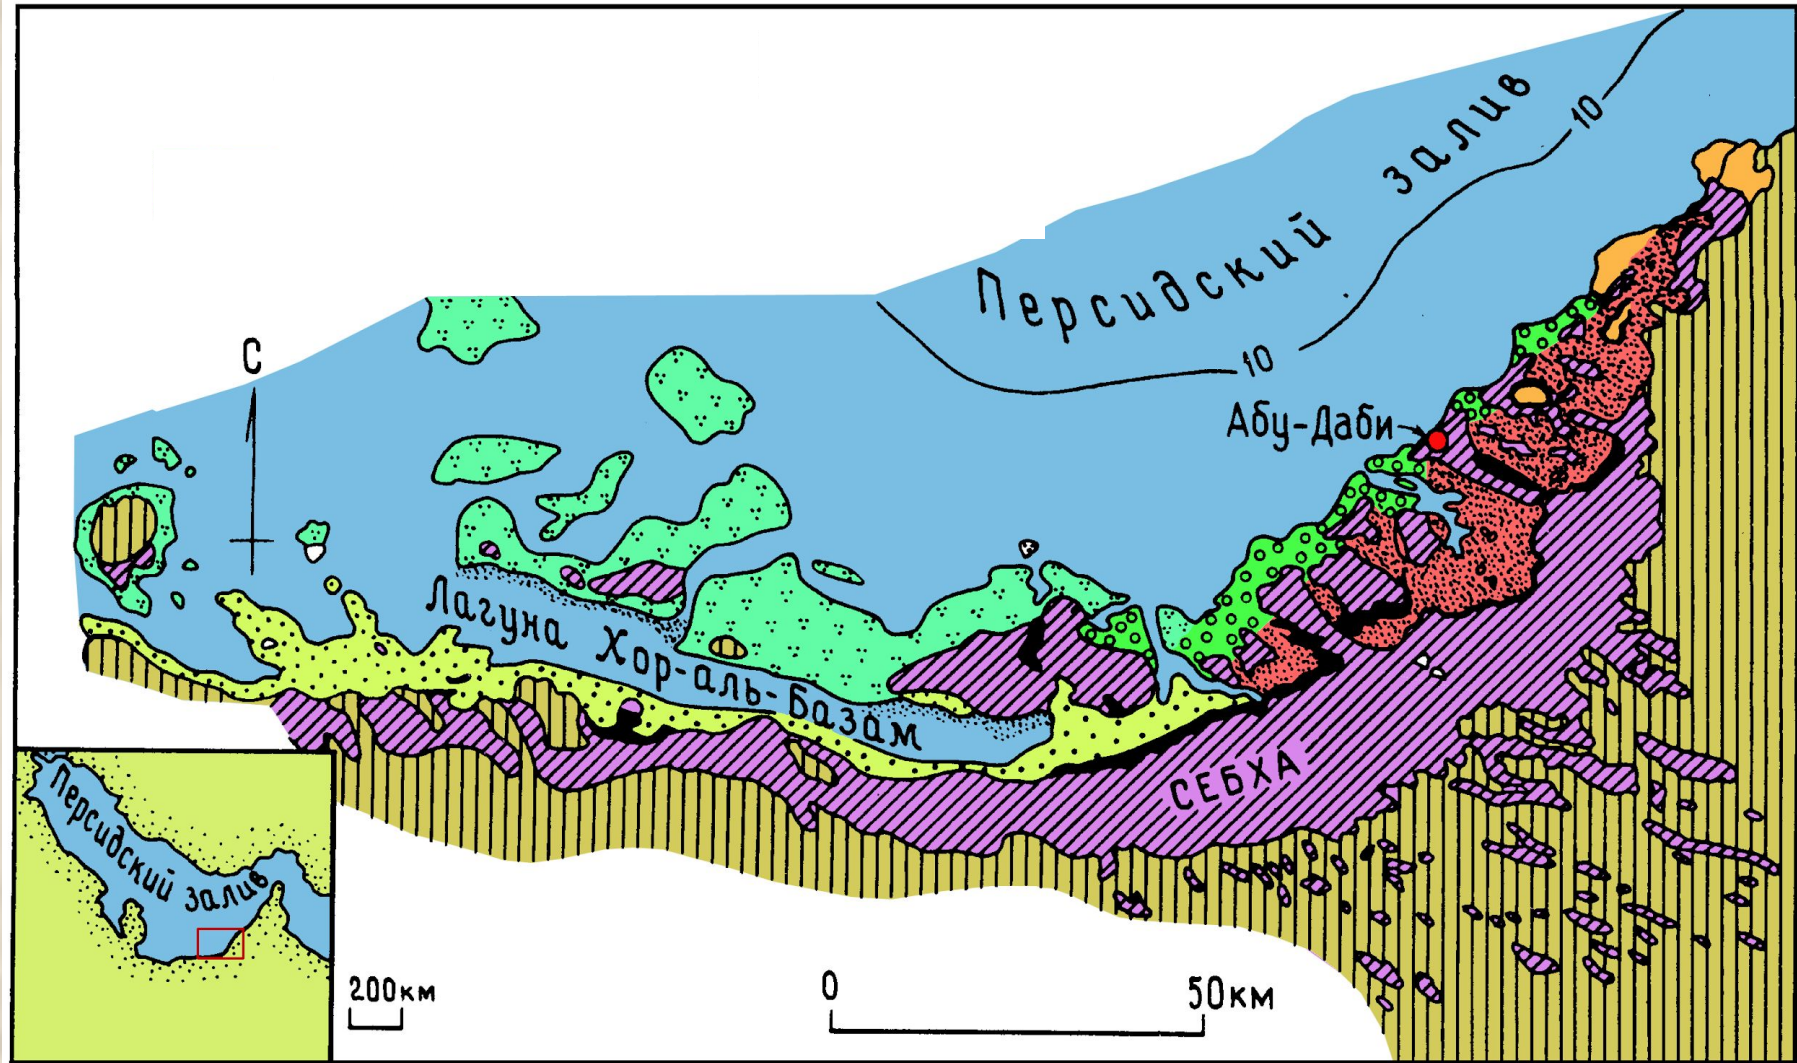 Персидский залив
10
10
С
Абу-Даби
Лагуна Хор-аль-Базам
СЕБХА
Персидский залив
200км
0
50км